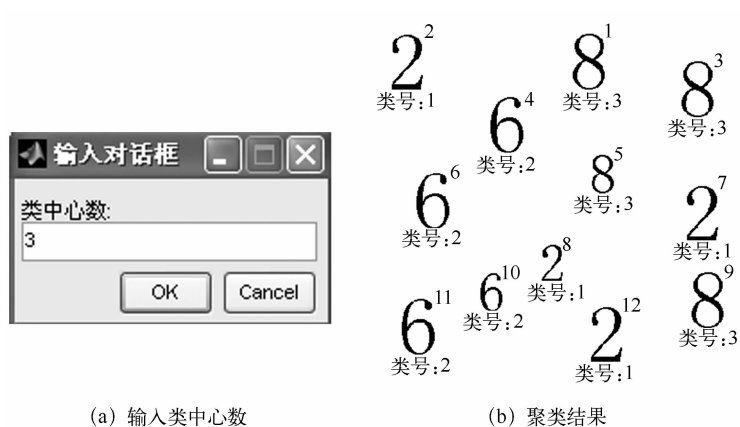 输入对话框
类中心数:
3
OK Cancel
(a) 输入类中心数
2 2
类号:1
8 1
类号:3
8 3
类号:3
6 4
类号:2
8 5
类号:3
6 6
类号:2
2 7
类号:1
2 8
类号:1
8 9
类号:3
6 10
类号:2
6 11
类号:2
2 12
类号:1
(b) 聚类结果